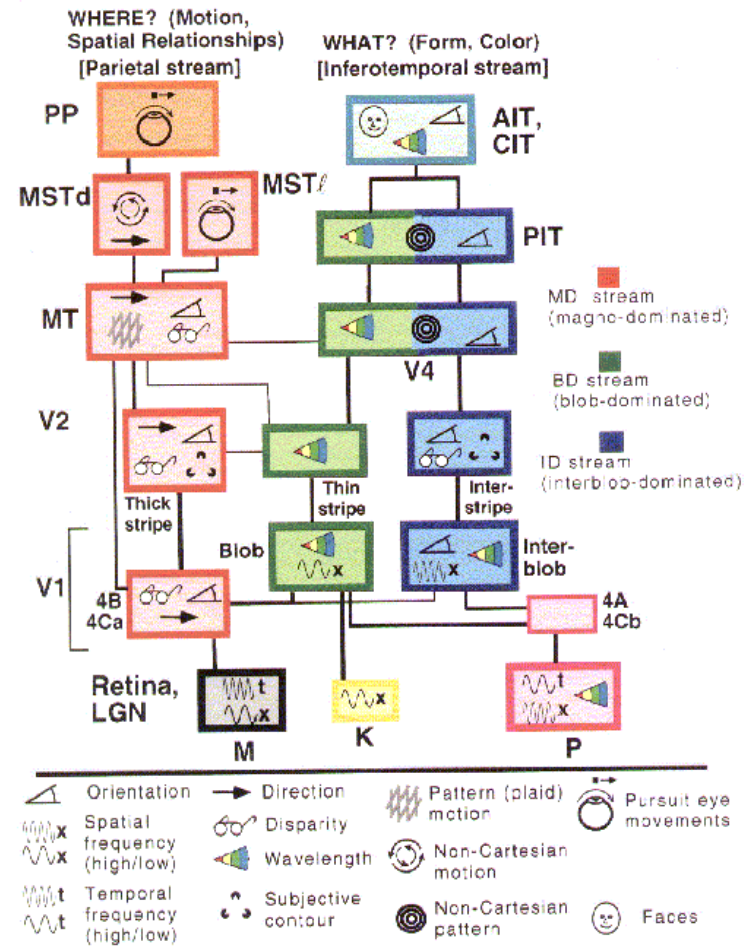 WHERE? (Motion,
Spatial Relationships)
[Parietal stream]
WHAT? (Form, Color)
[Inferotemporal stream]
PP
AIT,
CIT
MSTd
MSTℓ
PIT
MT
V4
MD stream
(magno-dominated)
BD stream
(blob-dominated)
ID stream
(interbloo-dominated)
V2
Thick
stripe
Thin
stripe
Inter-
stripe
V1
Blob
x
x
Inter-
blob
4B
4Ca
4A
4Cb
Retina,
LGN
t
x
x
t
x
M
K
P
Orientation
Direction
Pattern (plaid)
motion
Pursuit eye
movements
x
x
Spatial
frequency
(high/low)
Disparity
Wavelength
Non-Cartesian
motion
t
t
Temporal
frequency
(high/low)
Subjective
contour
Non-Cartesian
pattern
Faces